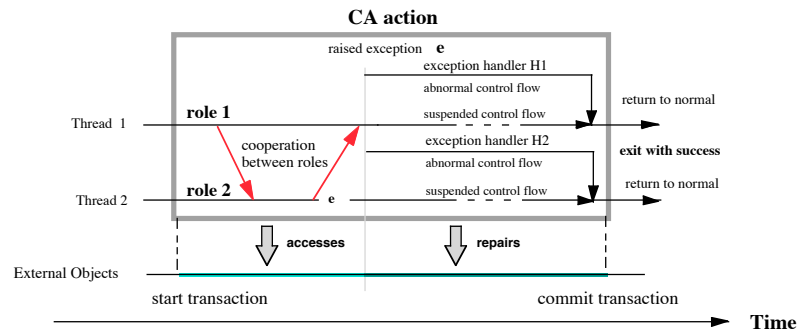 CA action
raised exception e
exception handler H1
abnormal control flow
return to normal
role 1
suspended control flow
Thread 1
exception handler H2
cooperation
between roles
exit with success
abnormal control flow
role 2
suspended control flow
return to normal
Thread 2
e
accesses
repairs
External Objects
start transaction
commit transaction
Time